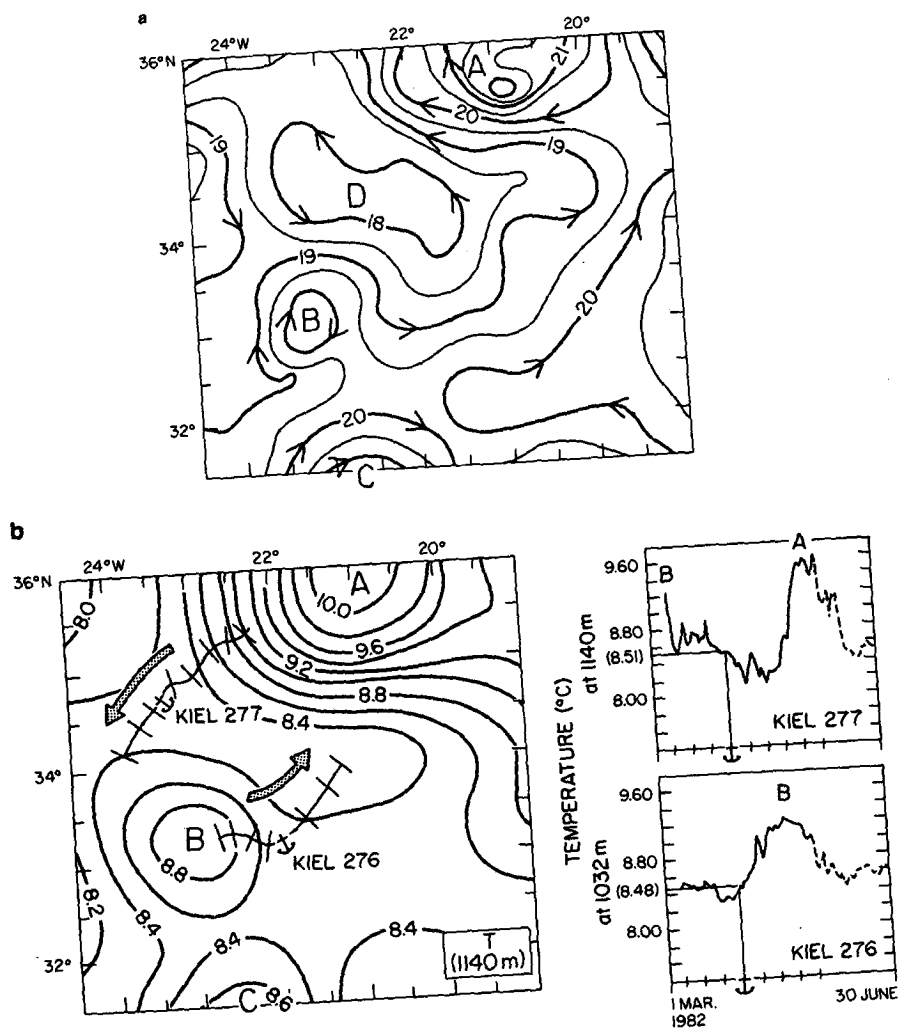 a
24°W 22° 20°
36°N
A
21
20
19
19
D
18
34°
19
B
20
20
32°
C
b
24°W 22° 20°
36°N
A
8.0
10.0
9.6
9.2
8.8
KIEL 277
8.4
34°
B
8.8
KIEL 276
8.2
8.4
8.4
8.4
T
(1140m)
32°
C
8.6
TEMPERATURE (°C)
at 1140m
A
B
9.60
8.80
(8.51)
8.00
KIEL 277
at 1032m
B
9.60
8.80
(8.48)
8.00
KIEL 276
1 MAR.
1982
30 JUNE